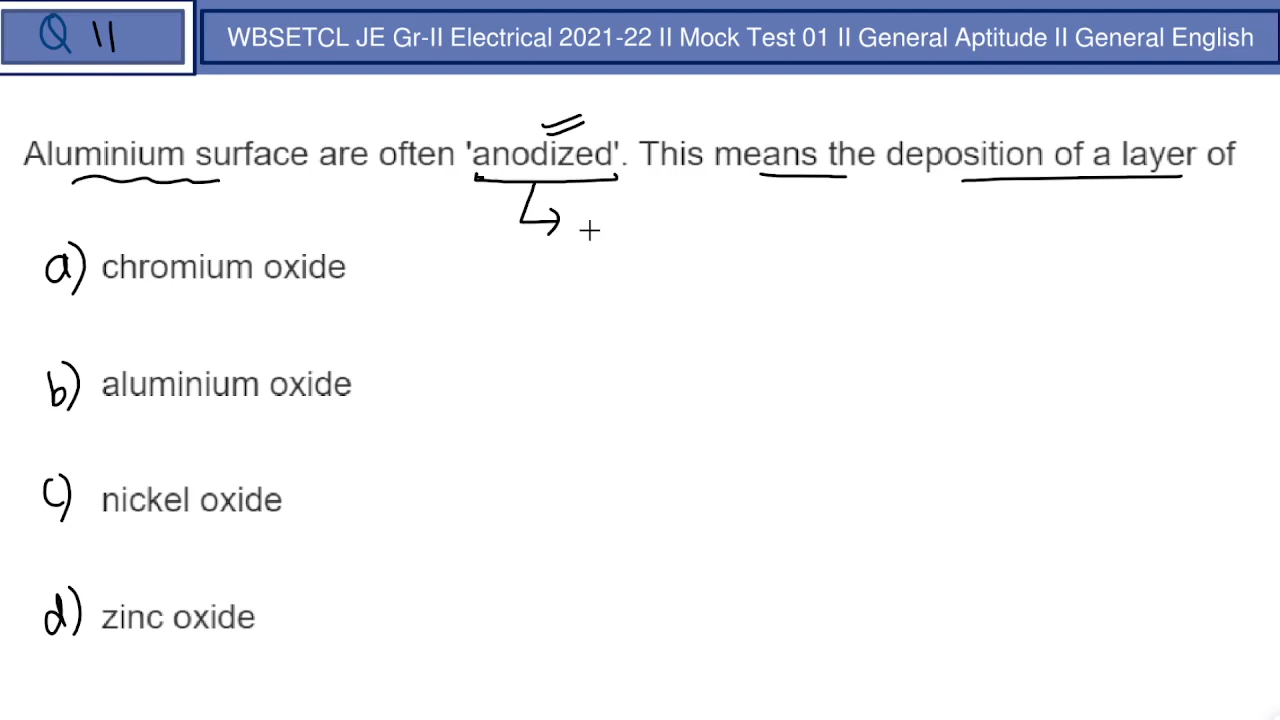 Q 11
WBSETCL JE Gr-II Electrical 2021-22 II Mock Test 01 II General Aptitude II General English
Aluminium surface are often 'anodized'. This means the deposition of a layer of
a) chromium oxide
b) aluminium oxide
c) nickel oxide
d) zinc oxide